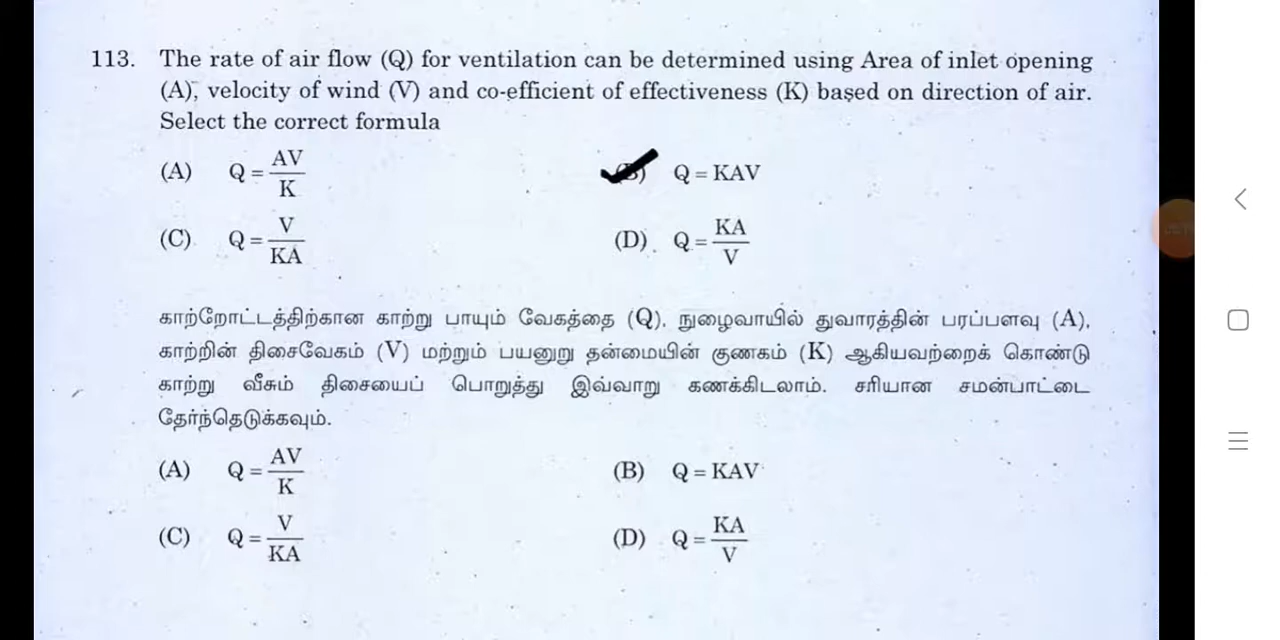 113. The rate of air flow (Q) for ventilation can be determined using Area of inlet opening
(A), velocity of wind (V) and co-efficient of effectiveness (K) based on direction of air.
Select the correct formula
(A) Q = AV/K (B) Q = KAV
(C) Q = V/KA (D) Q = KA/V
காற்றோட்டத்திற்கான காற்று பாயும் வேகத்தை (Q), நுழைவாயில் துவாரத்தின் பரப்பளவு (A),
காற்றின் திசைவேகம் (V) மற்றும் பயனுறு தன்மையின் குணகம் (K) ஆகியவற்றைக் கொண்டு
காற்று வீசும் திசையைப் பொறுத்து இவ்வாறு கணக்கிடலாம். சரியான சமன்பாட்டை
தேர்ந்தெடுக்கவும்.
(A) Q = AV/K (B) Q = KAV
(C) Q = V/KA (D) Q = KA/V